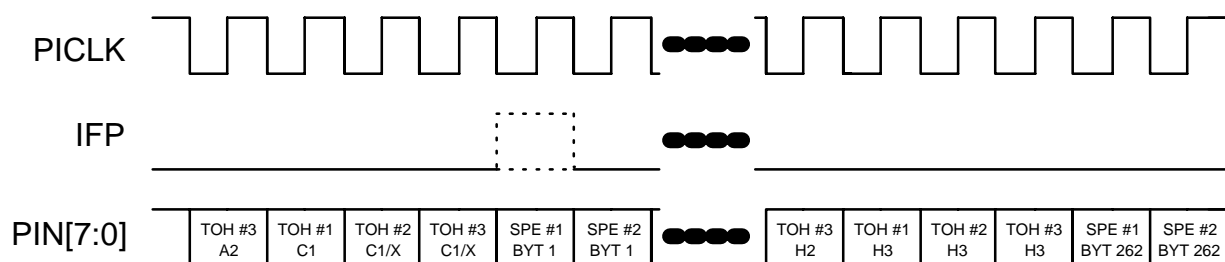 PICLK
IFP
PIN[7:0]
TOH #3
A2
TOH #1
C1
TOH #2
C1/X
TOH #3
C1/X
SPE #1
BYT 1
SPE #2
BYT 1
TOH #3
H2
TOH #1
H3
TOH #2
H3
TOH #3
H3
SPE #1
BYT 262
SPE #2
BYT 262